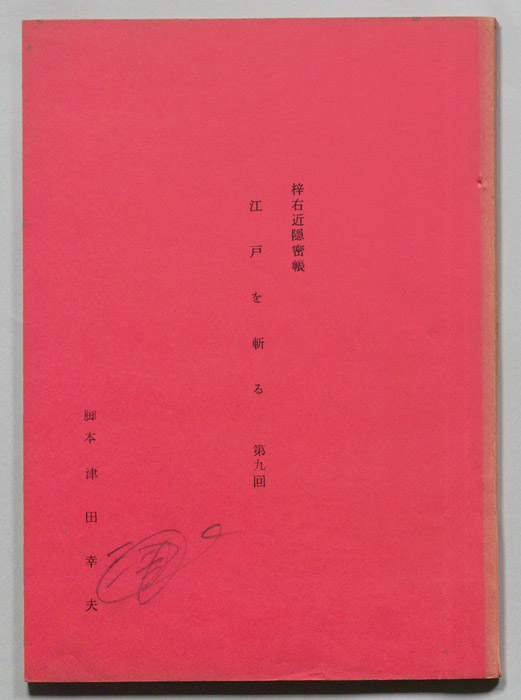 梓右近隠密帳
江戸を斬る 第九回
脚本 津田幸夫